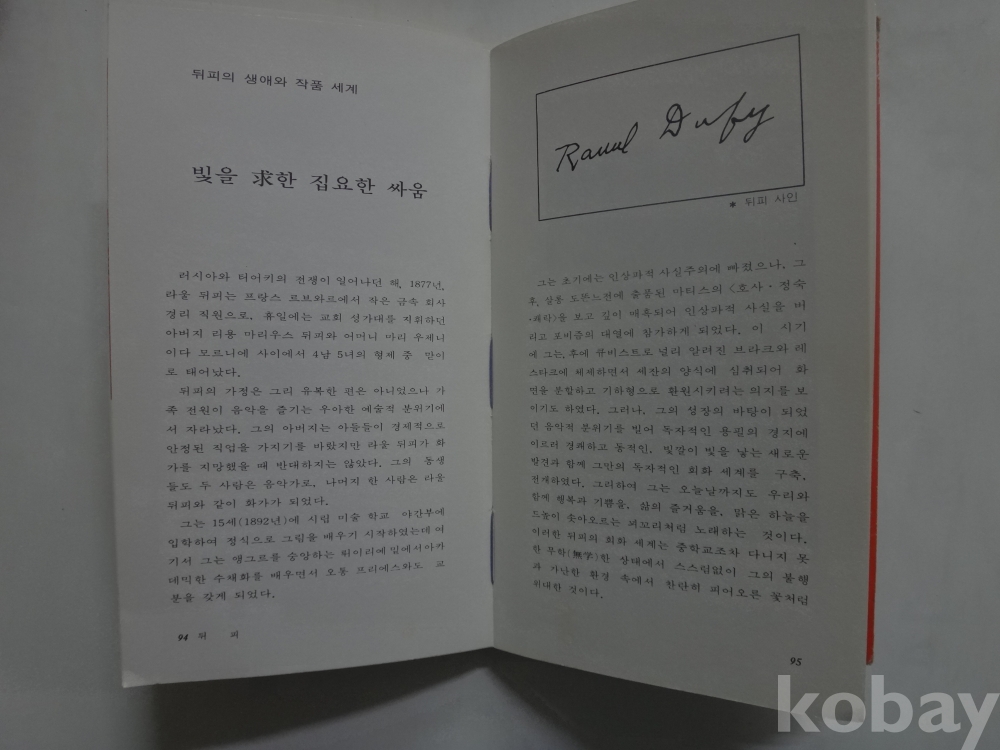 뒤피의 생애와 작품 세계
빛을 求한 집요한 싸움
러시아와 터어키의 전쟁이 일어나던 해, 1877년,
라울 뒤피는 프랑스 르브와르에서 작은 금속 회사
경리 직원으로, 휴일에는 교회 성가대를 지휘하던
아버지 리용 마리우스 뒤피와 어머니 마리 우제니
이다 모르니에 사이에서 4남 5녀의 형제 중 맏이
로 태어났다.
뒤피의 가정은 그리 유복한 편은 아니었으나 가
족 전원이 음악을 즐기는 우아한 예술적 분위기에
서 자라났다. 그의 아버지는 아들들이 경제적으로
안정된 직업을 가지기를 바랐지만 라울 뒤피가 화
가를 지망했을 때 반대하지는 않았다. 그의 동생
들도 두 사람은 음악가로, 나머지 한 사람은 라울
뒤피와 같이 화가가 되었다.
그는 15세(1892년)에 시립 미술 학교 야간부에
입학하여 정식으로 그림을 배우기 시작하였는데 여
기서 그는 앵그르를 숭앙하는 뤼이리에 밑에서 아카
데믹한 수채화를 배우면서 오통 프리에스와도 교
분을 갖게 되었다.
94 뒤 피
Raoul Dufy
* 뒤피 사인
그는 초기에는 인상파적 사실주의에 빠졌으나, 그
후, 살롱 도톤느전에 출품된 마티스의 〈호사·정숙
·쾌락〉을 보고 깊이 매혹되어 인상파적 사실을 버
리고 포비즘의 대열에 참가하게 되었다. 이 시기
에 그는, 후에 큐비스트로 널리 알려진 브라크와 레
스타르에 체재하면서 세잔의 양식에 심취되어 화
면을 분할하고 기하형으로 환원시키려는 의지를 보
이기도 하였다. 그러나, 그의 성장의 바탕이 되었
던 음악적 분위기를 빌어 독자적인 용필의 경지에
이르러 경쾌하고 동적인, 빛깔이 빛을 낳는 새로운
발견과 함께 그만의 독자적인 회화 세계를 구축,
전개하였다. 그리하여 그는 오늘날까지도 우리와
함께 행복과 기쁨을, 삶의 즐거움을, 맑은 하늘을
드높이 솟아오르는 꾀꼬리처럼 노래하는 것이다.
이러한 뒤피의 회화 세계는 중학교조차 다니지 못
한 무학(無学)한 상태에서 스스럼없이 그의 불행
과 가난한 환경 속에서 찬란히 피어오른 꽃처럼
위대한 것이다.
95
kobay